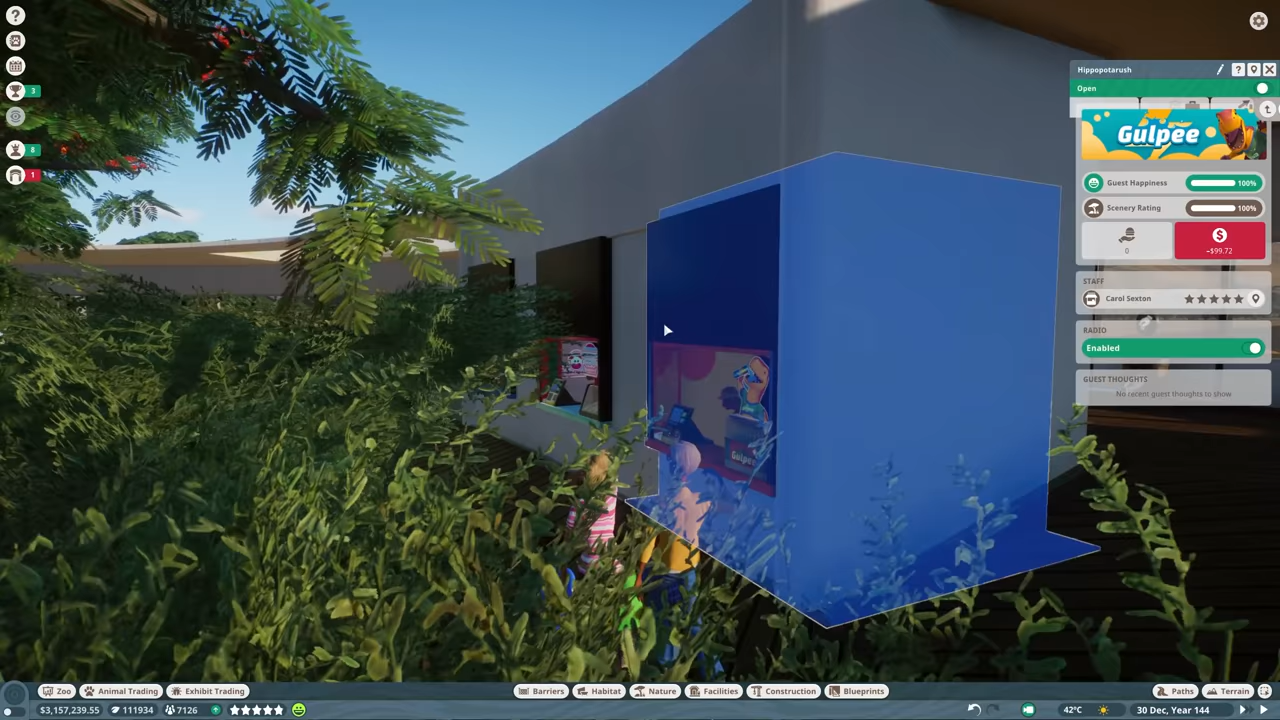 ?
3
8
1
Hippopotarush
?
Open
Gulpee
Guest Happiness
100%
Scenery Rating
100%
0
-$99.72
STAFF
Carol Sexton
RADIO
Enabled
GUEST THOUGHTS
No recent guest thoughts to show
Gulpee
Zoo
Animal Trading
Exhibit Trading
Barriers
Habitat
Nature
Facilities
Construction
Blueprints
Paths
Terrain
$3,157,239.55
111934
7126
42°C
30 Dec, Year 144